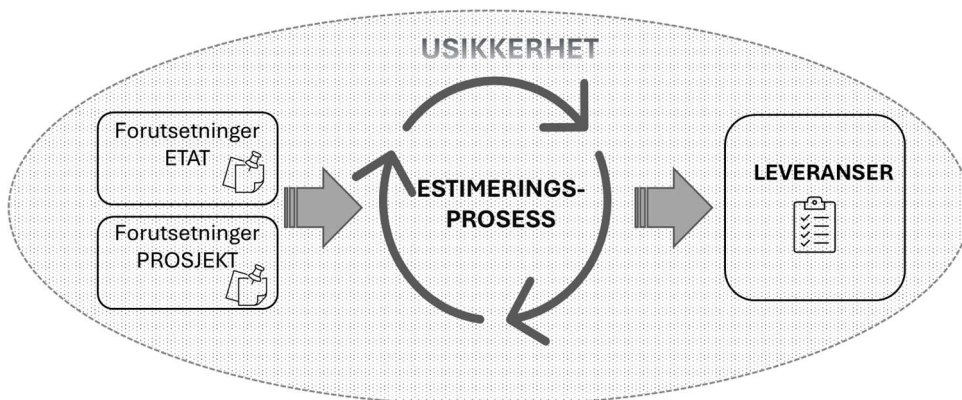 USIKKERHET
Forutsetninger
ETAT
Forutsetninger
PROSJEKT
ESTIMERINGS-
PROSESS
LEVERANSER